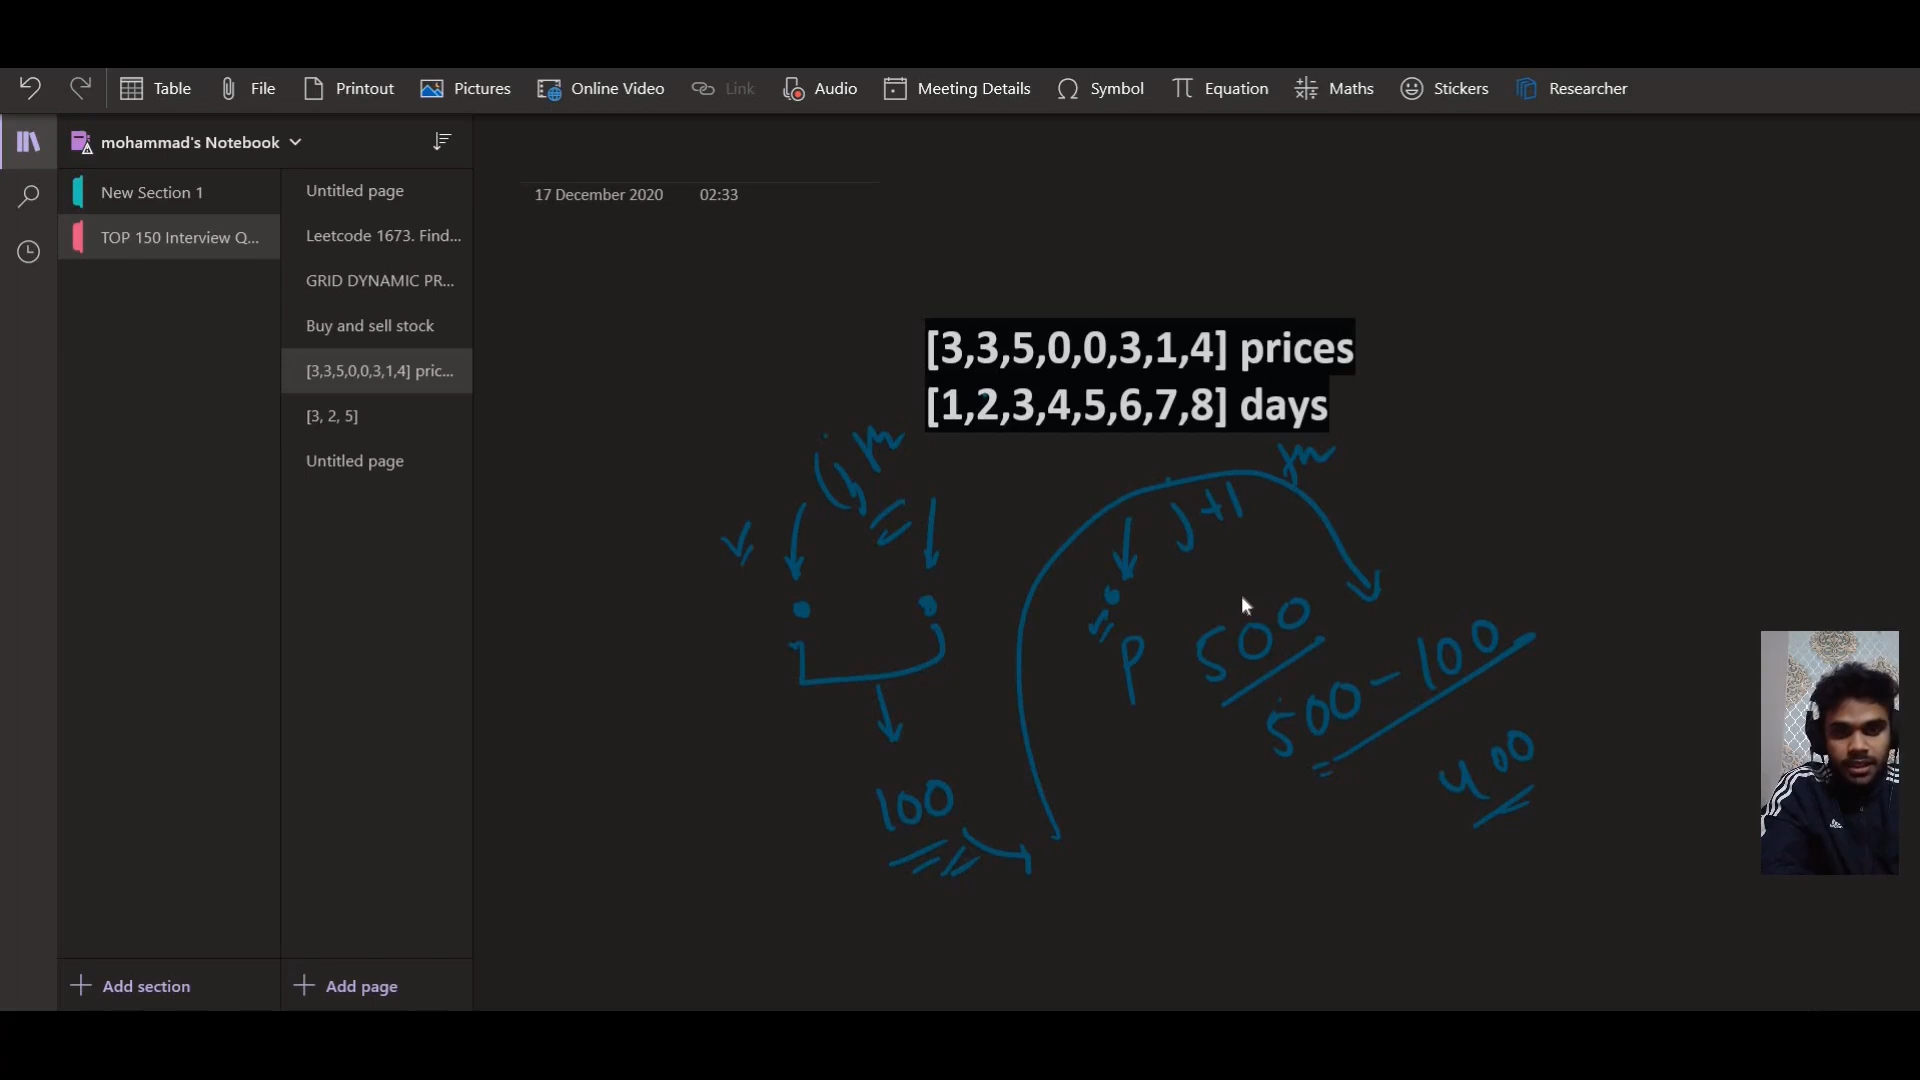 Table File Printout Pictures Online Video Link Audio Meeting Details Symbol Equation Maths Stickers Researcher
mohammad's Notebook
New Section 1
TOP 150 Interview Q...
Untitled page
Leetcode 1673. Find...
GRID DYNAMIC PR...
Buy and sell stock
[3,3,5,0,0,3,1,4] pric...
[3, 2, 5]
Untitled page
Add section
Add page
17 December 2020 02:33
[3,3,5,0,0,3,1,4] prices
[1,2,3,4,5,6,7,8] days
j+1
P
500
500-100
400
100